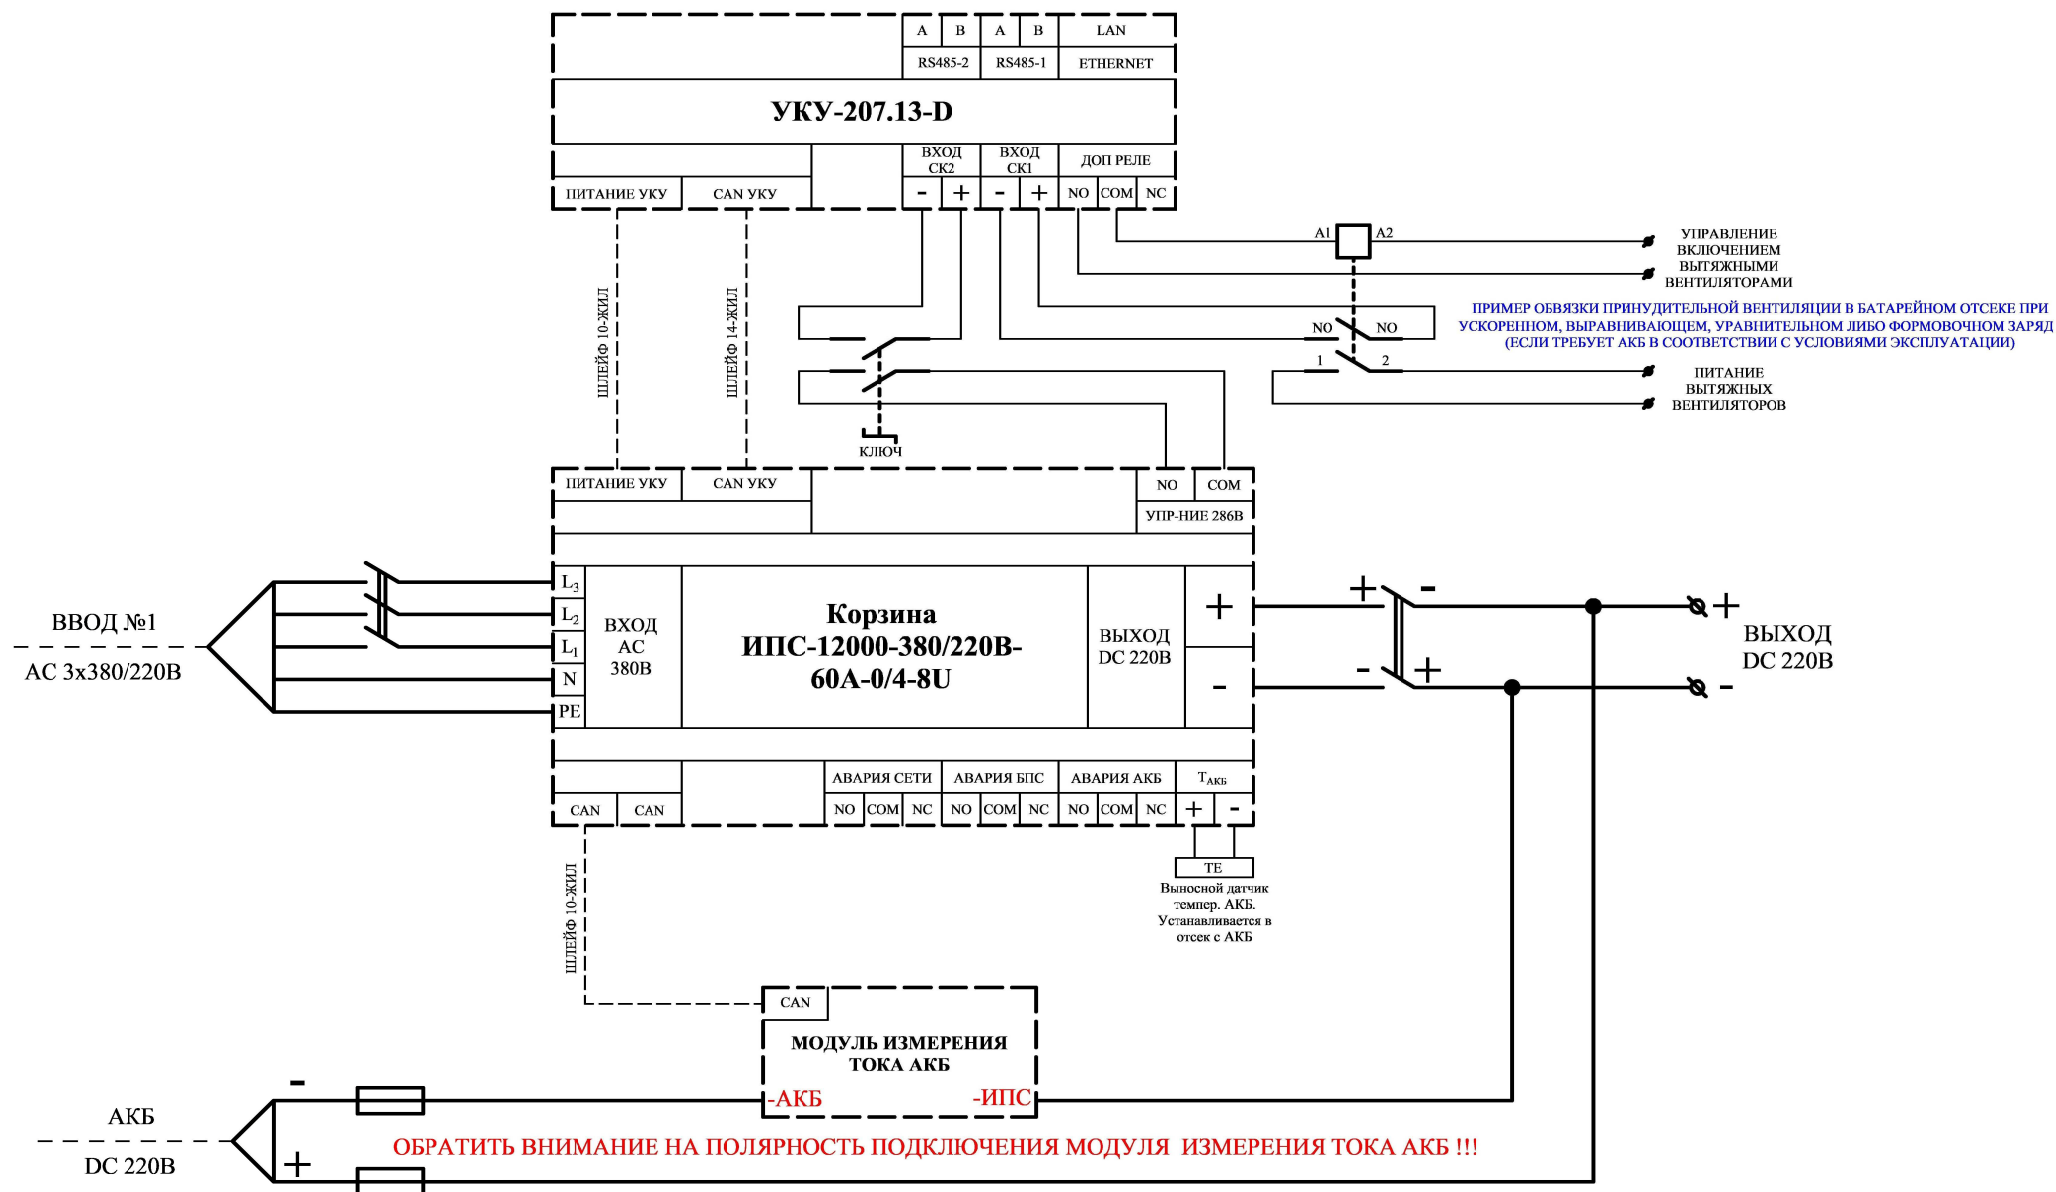 A B A B LAN
RS485-2 RS485-1 ETHERNET
УКУ-207.13-D
ВХОД СК2
ВХОД СК1
ДОП РЕЛЕ
ПИТАНИЕ УКУ CAN УКУ - + - + NO COM NC
A1 A2
УПРАВЛЕНИЕ
ВКЛЮЧЕНИЕМ
ВЫТЯЖНЫМИ
ВЕНТИЛЯТОРАМИ
ШЛЕЙФ 10-ЖИЛ
ШЛЕЙФ 14-ЖИЛ
ПРИМЕР ОБВЯЗКИ ПРИНУДИТЕЛЬНОЙ ВЕНТИЛЯЦИИ В БАТАРЕЙНОМ ОТСЕКЕ ПРИ
УСКОРЕННОМ, ВЫРАВНИВАЮЩЕМ, УРАВНИТЕЛЬНОМ ЛИБО ФОРМОВОЧНОМ ЗАРЯД
(ЕСЛИ ТРЕБУЕТ АКБ В СООТВЕТСТВИИ С УСЛОВИЯМИ ЭКСПЛУАТАЦИИ)
NO NO
1 2
ПИТАНИЕ
ВЫТЯЖНЫХ
ВЕНТИЛЯТОРОВ
КЛЮЧ
ПИТАНИЕ УКУ CAN УКУ NO COM
УПР-НИЕ 286В
ВВОД №1
АС 3х380/220В
L3
L2
L1
N
PE
ВХОД
АС
380В
Корзина
ИПС-12000-380/220В-
60А-0/4-8U
ВЫХОД
DC 220В
+
-
+ -
- +
+
-
ВЫХОД
DC 220В
АВАРИЯ СЕТИ АВАРИЯ БПС АВАРИЯ АКБ ТАКБ
CAN CAN NO COM NC NO COM NC NO COM NC + -
TE
Выносной датчик
темпер. АКБ.
Устанавливается в
отсек с АКБ
ШЛЕЙФ 10-ЖИЛ
CAN
МОДУЛЬ ИЗМЕРЕНИЯ
ТОКА АКБ
-АКБ -ИПС
-
АКБ
DC 220В
+
ОБРАТИТЬ ВНИМАНИЕ НА ПОЛЯРНОСТЬ ПОДКЛЮЧЕНИЯ МОДУЛЯ ИЗМЕРЕНИЯ ТОКА АКБ !!!